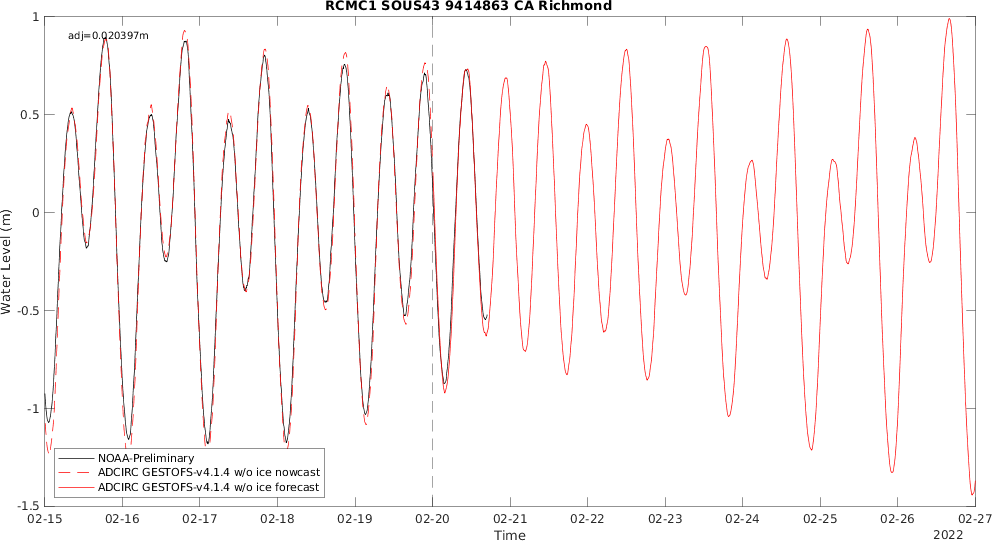 RCMC1 SOUS43 9414863 CA Richmond
adj=0.020397m
1
0.5
0
-0.5
-1
-1.5
Water Level (m)
NOAA-Preliminary
ADCIRC GESTOFS-v4.1.4 w/o ice nowcast
ADCIRC GESTOFS-v4.1.4 w/o ice forecast
02-15 02-16 02-17 02-18 02-19 02-20 02-21 02-22 02-23 02-24 02-25 02-26 02-27
Time
2022